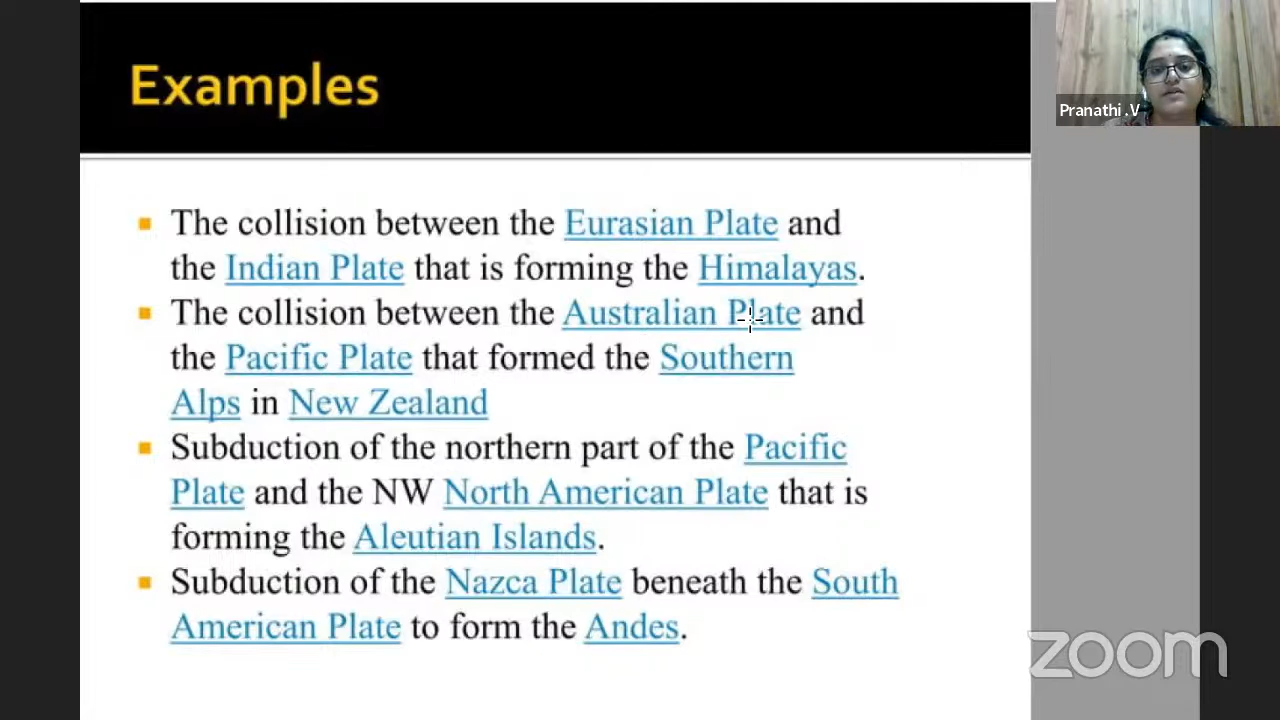 Examples
Pranathi .V
The collision between the Eurasian Plate and
the Indian Plate that is forming the Himalayas.
The collision between the Australian Plate and
the Pacific Plate that formed the Southern
Alps in New Zealand
Subduction of the northern part of the Pacific
Plate and the NW North American Plate that is
forming the Aleutian Islands.
Subduction of the Nazca Plate beneath the South
American Plate to form the Andes.
zoom